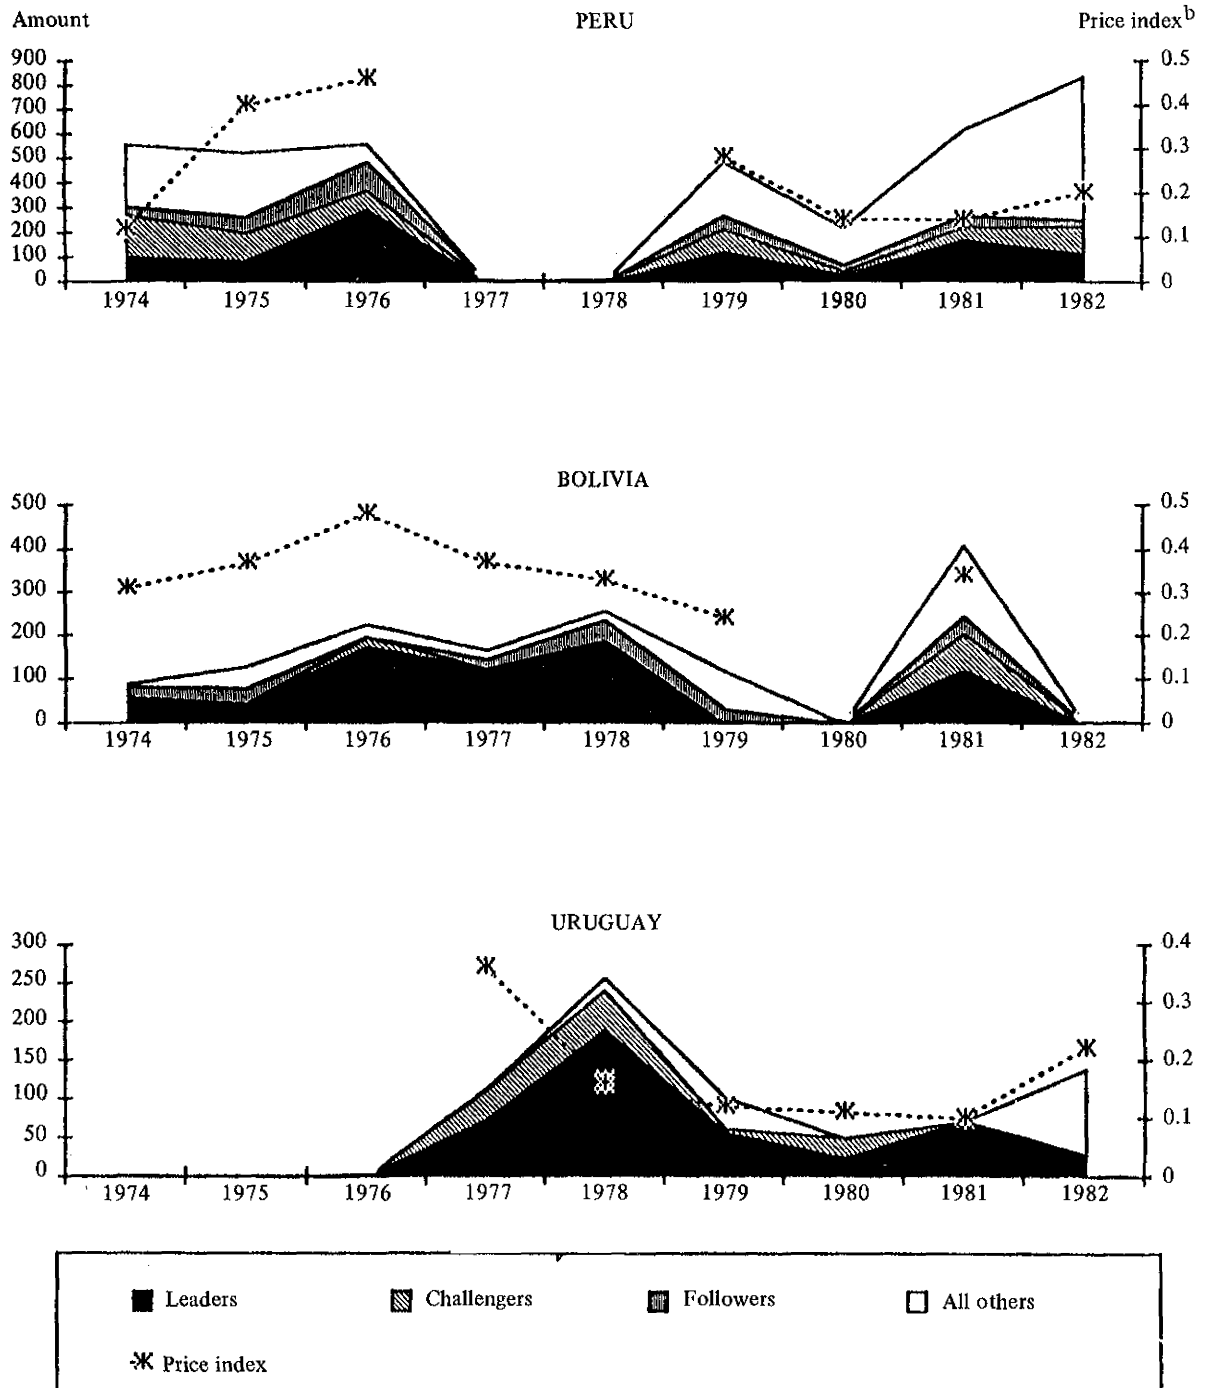 Amount PERU Price index b
900 0.5
800
700 0.4
600
500 0.3
400
300 0.2
200
100 0.1
0 0
1974 1975 1976 1977 1978 1979 1980 1981 1982
BOLIVIA
500 0.5
400 0.4
300 0.3
200 0.2
100 0.1
0 0
1974 1975 1976 1977 1978 1979 1980 1981 1982
URUGUAY
300 0.4
250
200 0.3
150 0.2
100
50 0.1
0 0
1974 1975 1976 1977 1978 1979 1980 1981 1982
Leaders Challengers Followers All others
Price index